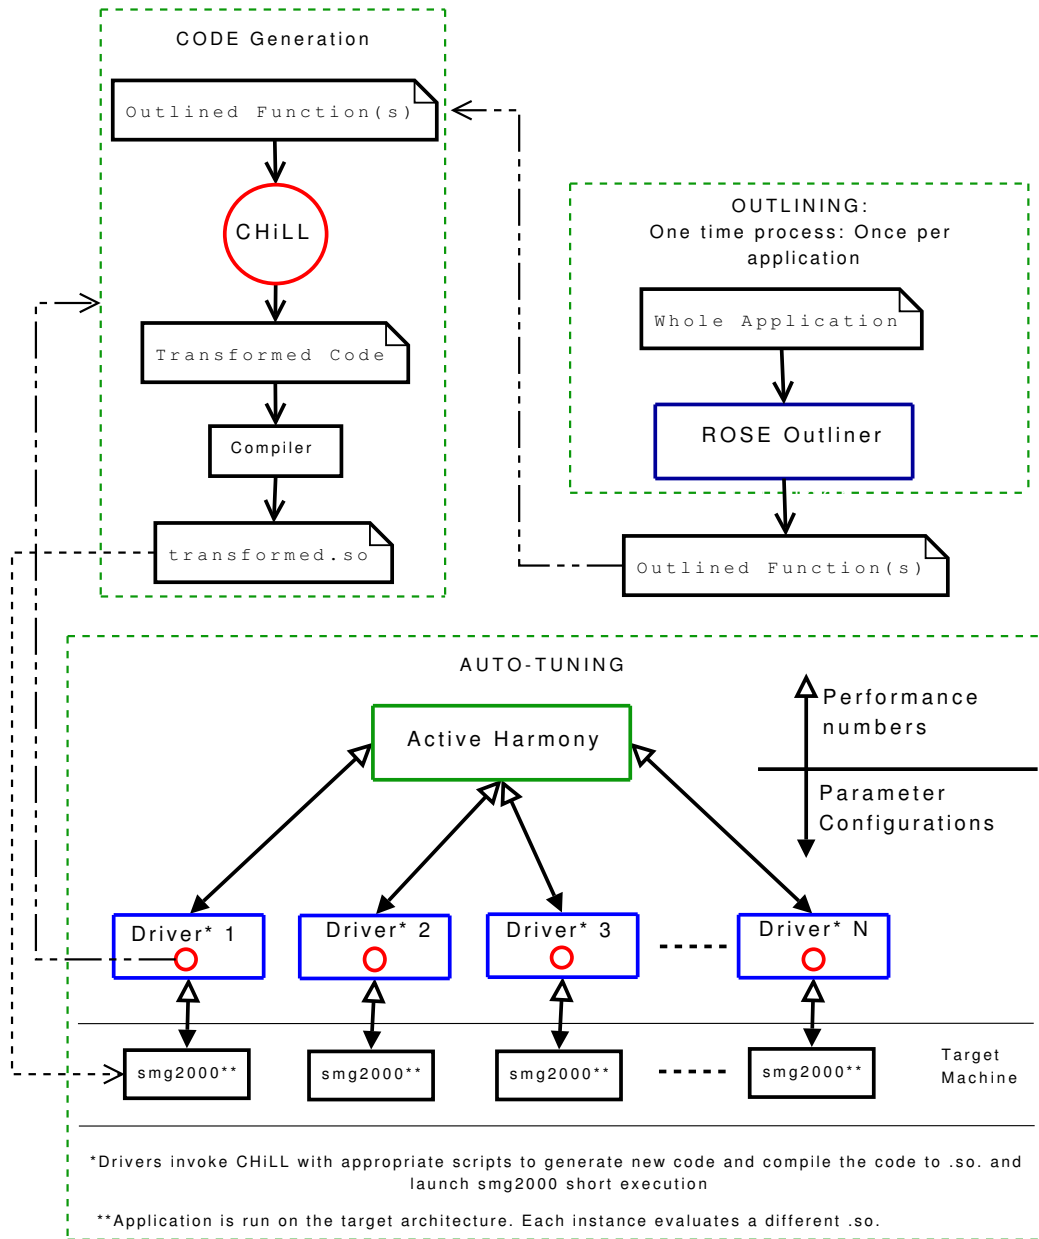 CODE Generation
Outlined Function(s)
CHiLL
Transformed Code
Compiler
transformed.so
OUTLINING:
One time process: Once per
application
Whole Application
ROSE Outliner
Outlined Function(s)
AUTO-TUNING
Active Harmony
Performance
numbers
Parameter
Configurations
Driver* 1
Driver* 2
Driver* 3
Driver* N
smg2000**
smg2000**
smg2000**
smg2000**
Target
Machine
*Drivers invoke CHiLL with appropriate scripts to generate new code and compile the code to .so. and
launch smg2000 short execution
**Application is run on the target architecture. Each instance evaluates a different .so.